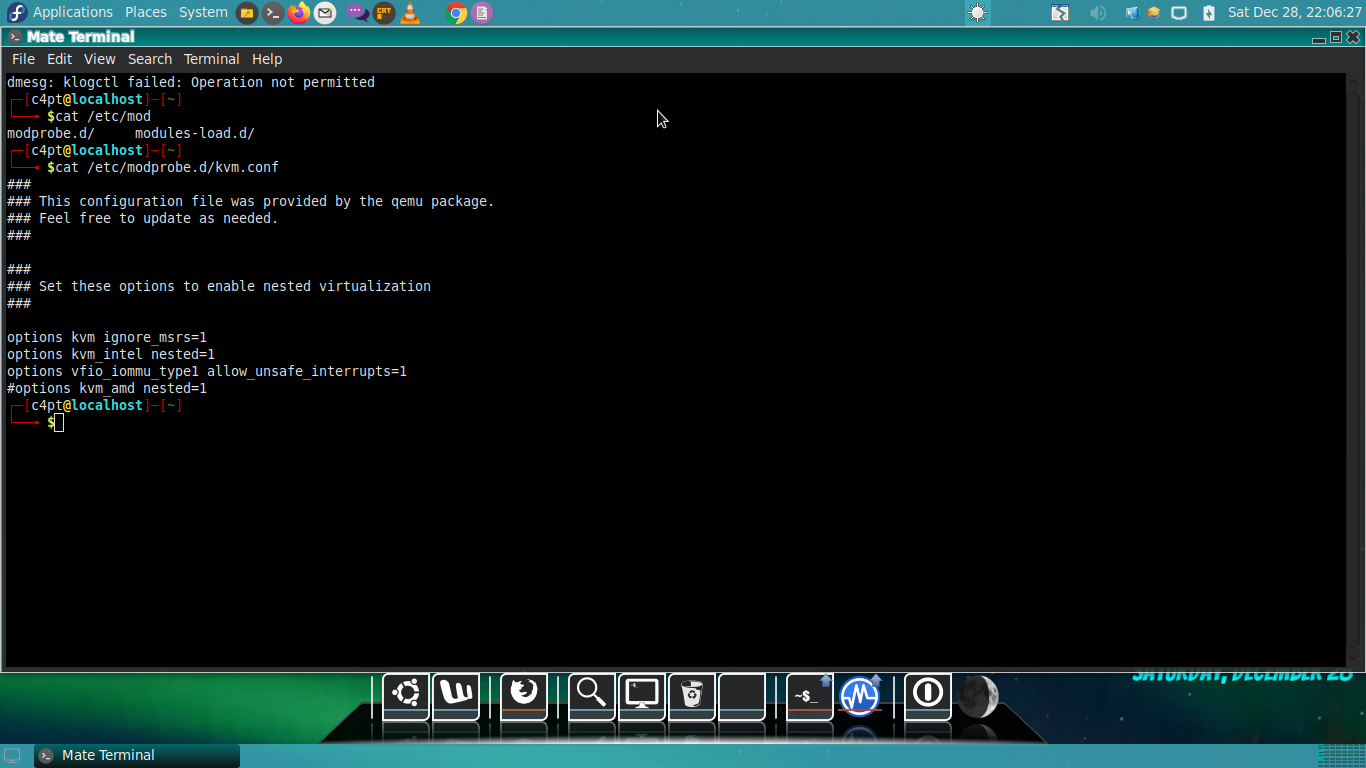 Applications Places System CRT Sat Dec 28, 22:06:27
Mate Terminal
File Edit View Search Terminal Help
dmesg: klogctl failed: Operation not permitted
┌─[c4pt@localhost]─[~]
└──╼ $cat /etc/mod
modprobe.d/ modules-load.d/
┌─[c4pt@localhost]─[~]
└──╼ $cat /etc/modprobe.d/kvm.conf
###
### This configuration file was provided by the qemu package.
### Feel free to update as needed.
###
###
### Set these options to enable nested virtualization
###
options kvm ignore_msrs=1
options kvm_intel nested=1
options vfio_iommu_type1 allow_unsafe_interrupts=1
#options kvm_amd nested=1
┌─[c4pt@localhost]─[~]
└──╼ $
SATURDAY, DECEMBER 28
~$_
Mate Terminal